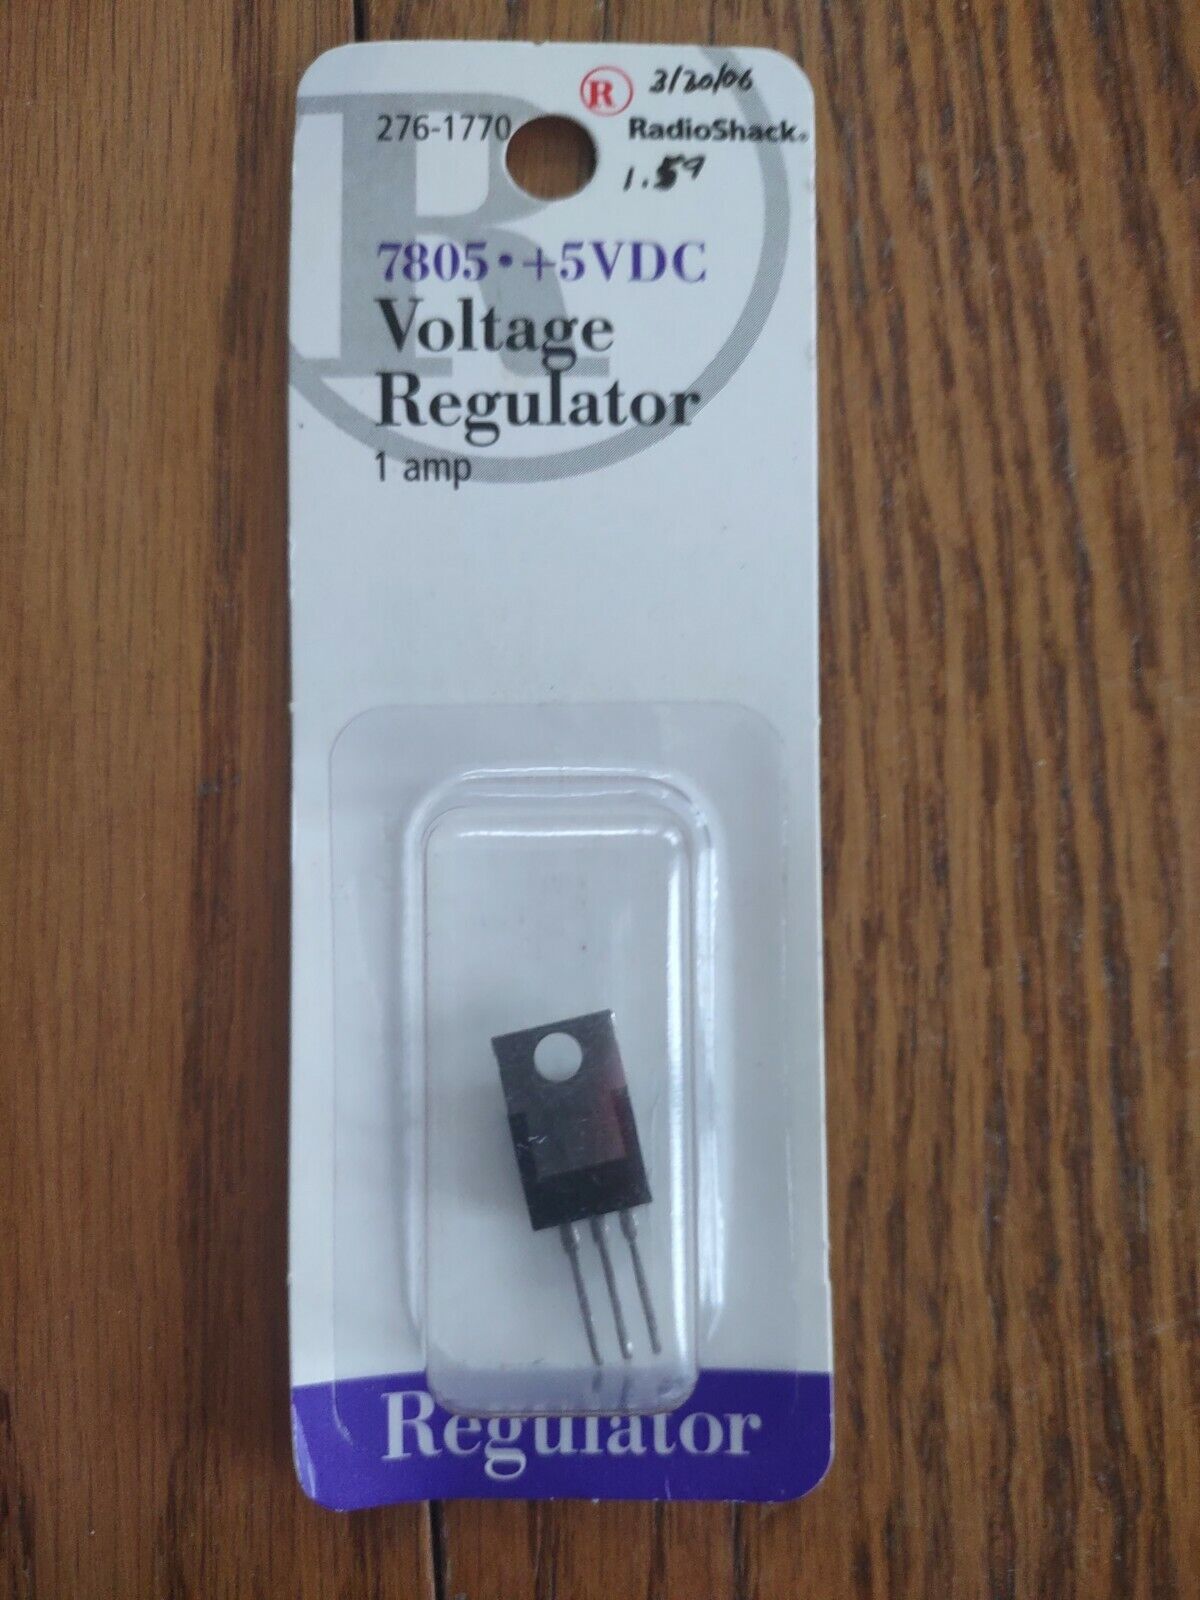 R 3/20/06
276-1770 RadioShack®
1.59
7805 • +5VDC
Voltage
Regulator
1 amp
Regulator